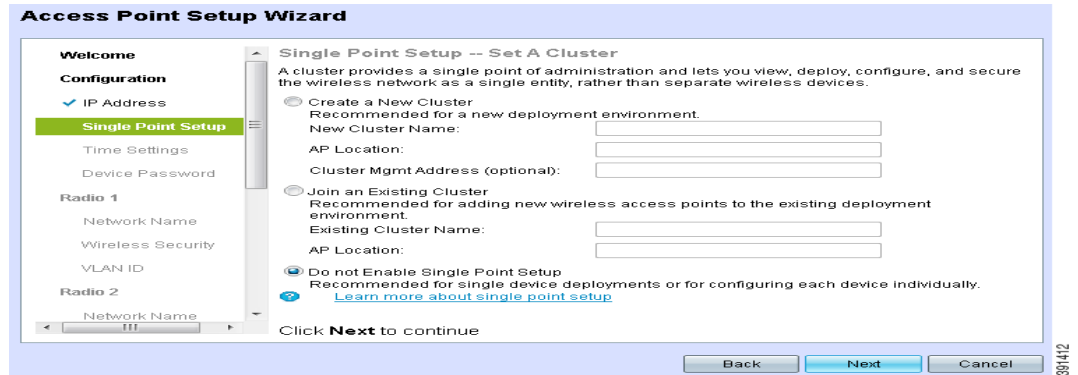 Access Point Setup Wizard
Welcome
Configuration
IP Address
Single Point Setup
Time Settings
Device Password
Radio 1
Network Name
Wireless Security
VLAN ID
Radio 2
Network Name
Single Point Setup -- Set A Cluster
A cluster provides a single point of administration and lets you view, deploy, configure, and secure
the wireless network as a single entity, rather than separate wireless devices.
Create a New Cluster
Recommended for a new deployment environment.
New Cluster Name:
AP Location:
Cluster Mgmt Address (optional):
Join an Existing Cluster
Recommended for adding new wireless access points to the existing deployment
environment.
Existing Cluster Name:
AP Location:
Do not Enable Single Point Setup
Recommended for single device deployments or for configuring each device individually.
? Learn more about single point setup
Click Next to continue
Back Next Cancel
391412